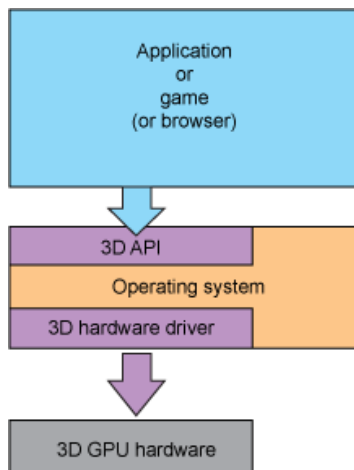 Application
or
game
(or browser)
3D API
Operating system
3D hardware driver
3D GPU hardware